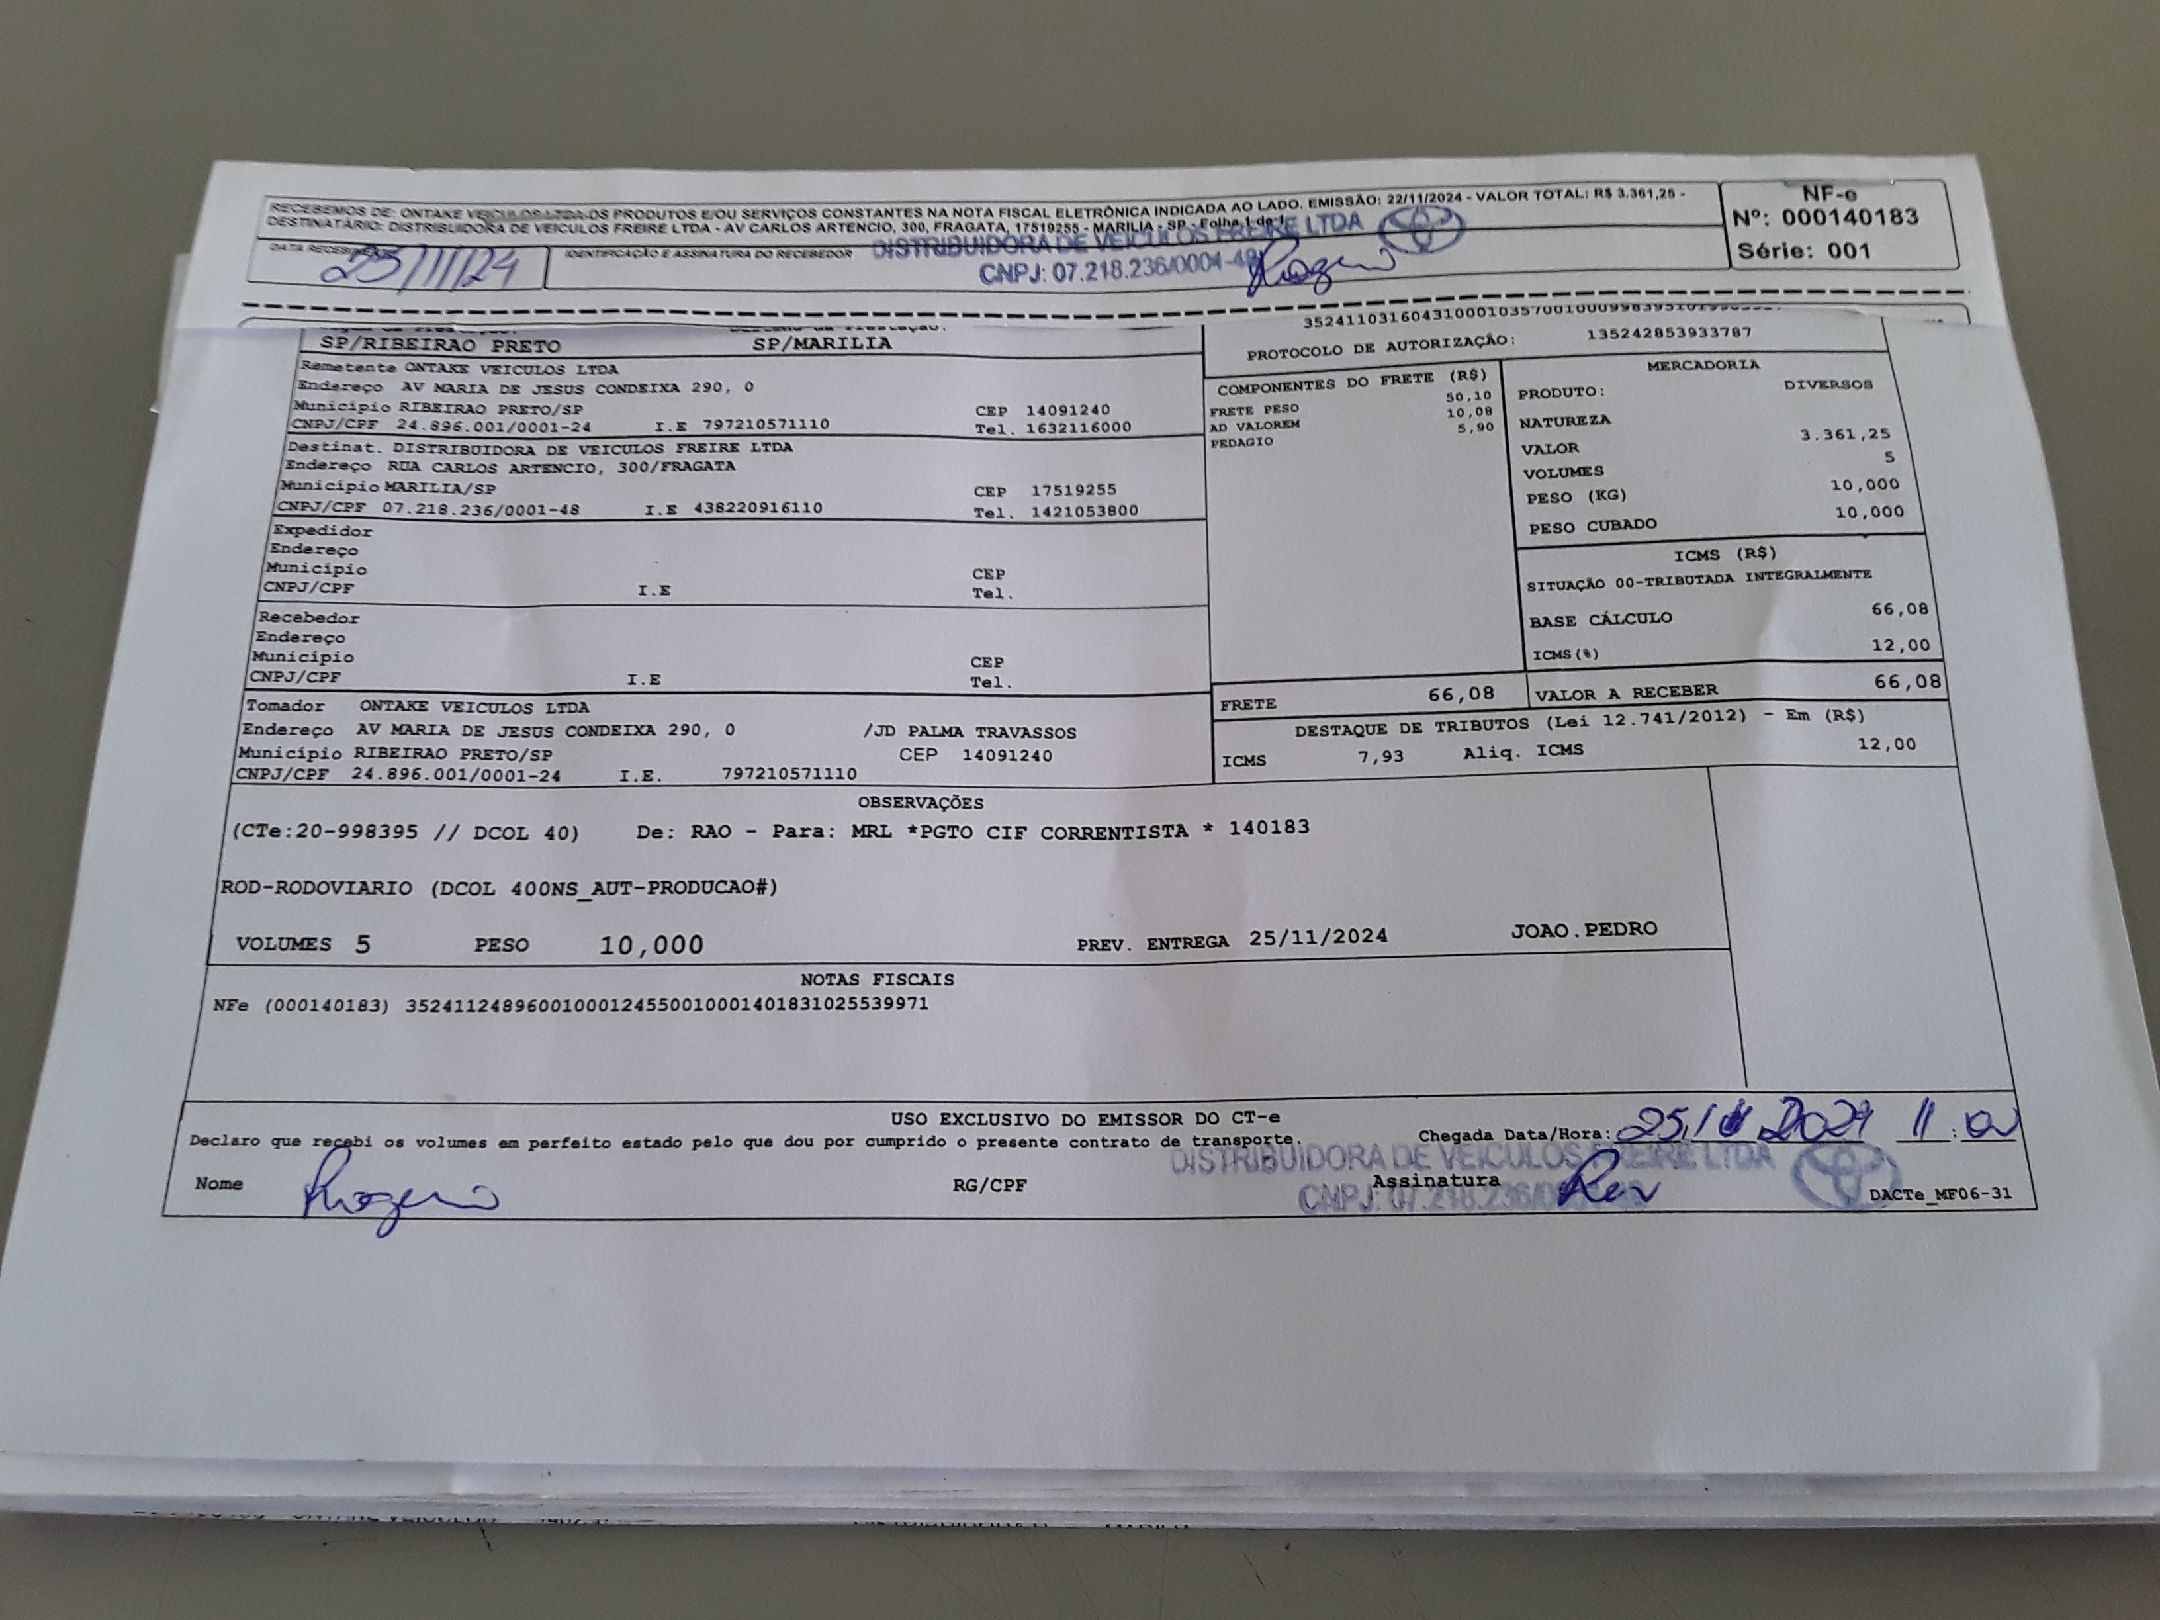 RECEBEMOS DE: ONTAKE VEICULOS LTDA OS PRODUTOS E/OU SERVIÇOS CONSTANTES NA NOTA FISCAL ELETRÔNICA INDICADA AO LADO. EMISSÃO: 22/11/2024 - VALOR TOTAL: R$ 3.361,25 -
DESTINATÁRIO: DISTRIBUIDORA DE VEICULOS FREIRE LTDA - AV CARLOS ARTENCIO, 300, FRAGATA, 17519255 - MARILIA - SP - Folha 1 de 1
NF-e
Nº: 000140183
Série: 001
DATA RECEBIMENTO
25/11/24
IDENTIFICAÇÃO E ASSINATURA DO RECEBEDOR
DISTRIBUIDORA DE VEICULOS FREIRE LTDA
CNPJ: 07.218.236/0001-48
Rogerio
SP/RIBEIRAO PRETO SP/MARILIA
PROTOCOLO DE AUTORIZAÇÃO: 135242853933787
Remetente ONTAKE VEICULOS LTDA
Endereço AV MARIA DE JESUS CONDEIXA 290, 0
Município RIBEIRAO PRETO/SP CEP 14091240
CNPJ/CPF 24.896.001/0001-24 I.E 797210571110 Tel. 1632116000
Destinat. DISTRIBUIDORA DE VEICULOS FREIRE LTDA
Endereço RUA CARLOS ARTENCIO, 300/FRAGATA
Município MARILIA/SP CEP 17519255
CNPJ/CPF 07.218.236/0001-48 I.E 438220916110 Tel. 1421053800
Expedidor
Endereço
Município CEP
CNPJ/CPF I.E Tel.
Recebedor
Endereço
Município CEP
CNPJ/CPF I.E Tel.
Tomador ONTAKE VEICULOS LTDA
Endereço AV MARIA DE JESUS CONDEIXA 290, 0 /JD PALMA TRAVASSOS
Município RIBEIRAO PRETO/SP CEP 14091240
CNPJ/CPF 24.896.001/0001-24 I.E. 797210571110
COMPONENTES DO FRETE (R$)
FRETE PESO 50,10
AD VALOREM 10,08
PEDAGIO 5,90
MERCADORIA
PRODUTO: DIVERSOS
NATUREZA
VALOR 3.361,25
VOLUMES 5
PESO (KG) 10,000
PESO CUBADO 10,000
ICMS (R$)
SITUAÇÃO 00-TRIBUTADA INTEGRALMENTE
BASE CÁLCULO 66,08
ICMS(%) 12,00
FRETE 66,08 VALOR A RECEBER 66,08
DESTAQUE DE TRIBUTOS (Lei 12.741/2012) - Em (R$)
ICMS 7,93 Aliq. ICMS 12,00
OBSERVAÇÕES
(CTe:20-998395 // DCOL 40) De: RAO - Para: MRL *PGTO CIF CORRENTISTA * 140183
ROD-RODOVIARIO (DCOL 400NS_AUT-PRODUCAO#)
VOLUMES 5 PESO 10,000 PREV. ENTREGA 25/11/2024 JOAO.PEDRO
NOTAS FISCAIS
NFe (000140183) 35241124896001000124550010001401831025539971
USO EXCLUSIVO DO EMISSOR DO CT-e
Declaro que recebi os volumes em perfeito estado pelo que dou por cumprido o presente contrato de transporte. Chegada Data/Hora: 25/11 2024 11:00
DISTRIBUIDORA DE VEICULOS FREIRE LTDA
Nome Rogerio RG/CPF Assinatura
CNPJ: 07.218.236/0001-48
DACTe_MF06-31